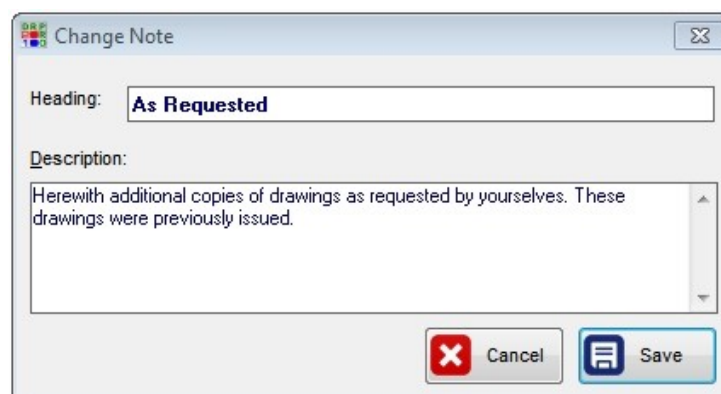 Change Note
Heading:
As Requested
Description:
Herewith additional copies of drawings as requested by yourselves. These
drawings were previously issued.
Cancel
Save